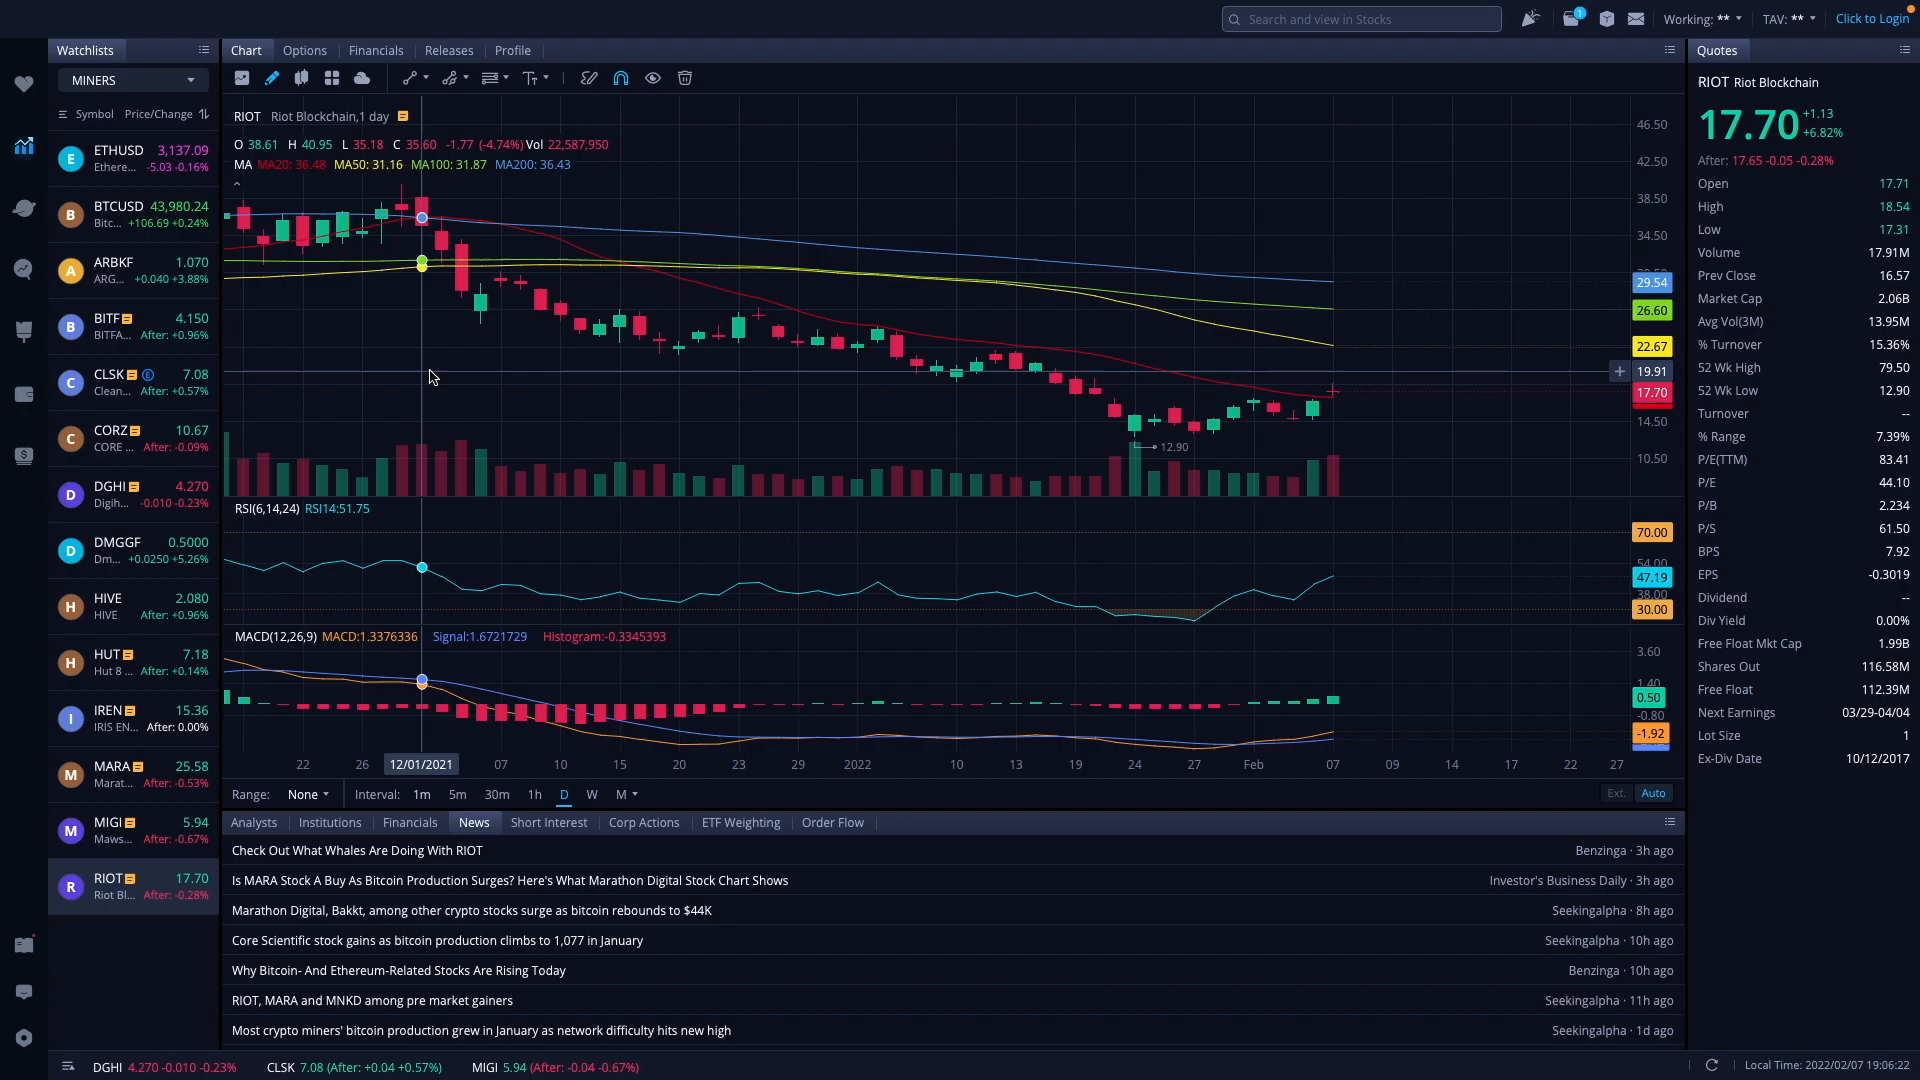 Search and view in Stocks
1
Working: **
TAV: **
Click to Login
Watchlists
MINERS
Symbol Price/Change
ETHUSD 3,137.09
Ethere... -5.03 -0.16%
BTCUSD 43,980.24
Bitc... +106.69 +0.24%
ARBKF 1.070
ARG... +0.040 +3.88%
BITF 4.150
BITFA... After: +0.96%
CLSK E 7.08
Clean... After: +0.57%
CORZ 10.67
CORE ... After: -0.09%
DGHI 4.270
Digih... -0.010 -0.23%
DMGGF 0.5000
Dm... +0.0250 +5.26%
HIVE 2.080
HIVE After: +0.96%
HUT 7.18
Hut 8 ... After: +0.14%
IREN 15.36
IRIS EN... After: 0.00%
MARA 25.58
Marat... After: -0.53%
MIGI 5.94
Maws... After: -0.67%
RIOT 17.70
Riot Bl... After: -0.28%
E
B
A
B
C
C
D
D
H
H
I
M
M
R
Chart Options Financials Releases Profile
RIOT Riot Blockchain,1 day
O 38.61 H 40.95 L 35.18 C 35.60 -1.77 (-4.74%) Vol 22,587,950
MA MA20: 36.48 MA50: 31.16 MA100: 31.87 MA200: 36.43
46.50
42.50
38.50
34.50
29.54
26.60
22.67
19.91
17.70
14.50
12.90
10.50
RSI(6,14,24) RSI14:51.75
70.00
54.00
47.19
38.00
30.00
MACD(12,26,9) MACD:1.3376336 Signal:1.6721729 Histogram:-0.3345393
3.60
1.40
0.50
-0.80
-1.92
22 26 12/01/2021 07 10 15 20 23 29 2022 10 13 19 24 27 Feb 07 09 14 17 22 27
Range: None Interval: 1m 5m 30m 1h D W M Ext. Auto
Analysts Institutions Financials News Short Interest Corp Actions ETF Weighting Order Flow
Check Out What Whales Are Doing With RIOT Benzinga · 3h ago
Is MARA Stock A Buy As Bitcoin Production Surges? Here's What Marathon Digital Stock Chart Shows Investor's Business Daily · 3h ago
Marathon Digital, Bakkt, among other crypto stocks surge as bitcoin rebounds to $44K Seekingalpha · 8h ago
Core Scientific stock gains as bitcoin production climbs to 1,077 in January Seekingalpha · 10h ago
Why Bitcoin- And Ethereum-Related Stocks Are Rising Today Benzinga · 10h ago
RIOT, MARA and MNKD among pre market gainers Seekingalpha · 11h ago
Most crypto miners' bitcoin production grew in January as network difficulty hits new high Seekingalpha · 1d ago
Quotes
RIOT Riot Blockchain
17.70 +1.13
+6.82%
After: 17.65 -0.05 -0.28%
Open 17.71
High 18.54
Low 17.31
Volume 17.91M
Prev Close 16.57
Market Cap 2.06B
Avg Vol(3M) 13.95M
% Turnover 15.36%
52 Wk High 79.50
52 Wk Low 12.90
Turnover --
% Range 7.39%
P/E(TTM) 83.41
P/E 44.10
P/B 2.234
P/S 61.50
BPS 7.92
EPS -0.3019
Dividend --
Div Yield 0.00%
Free Float Mkt Cap 1.99B
Shares Out 116.58M
Free Float 112.39M
Next Earnings 03/29-04/04
Lot Size 1
Ex-Div Date 10/12/2017
DGHI 4.270 -0.010 -0.23% CLSK 7.08 (After: +0.04 +0.57%) MIGI 5.94 (After: -0.04 -0.67%)
Local Time: 2022/02/07 19:06:22